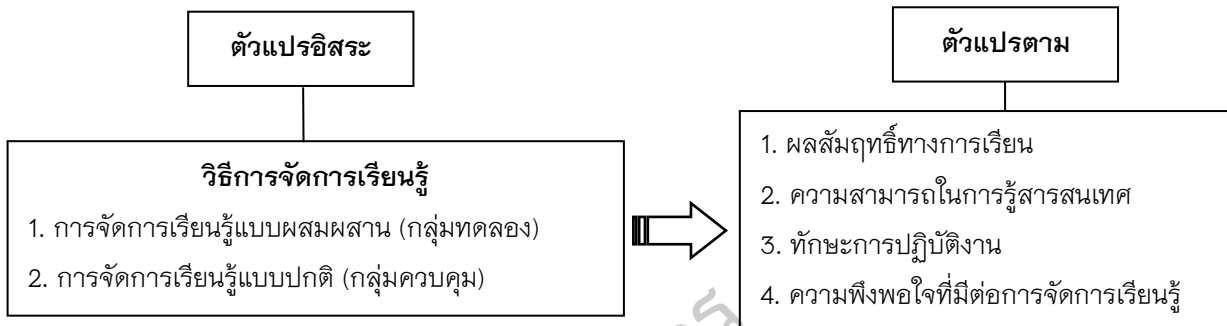 ตัวแปรอิสระ
วิธีการจัดการเรียนรู้
1. การจัดการเรียนรู้แบบผสมผสาน (กลุ่มทดลอง)
2. การจัดการเรียนรู้แบบปกติ (กลุ่มควบคุม)
ตัวแปรตาม
1. ผลสัมฤทธิ์ทางการเรียน
2. ความสามารถในการรู้สารสนเทศ
3. ทักษะการปฏิบัติงาน
4. ความพึงพอใจที่มีต่อการจัดการเรียนรู้